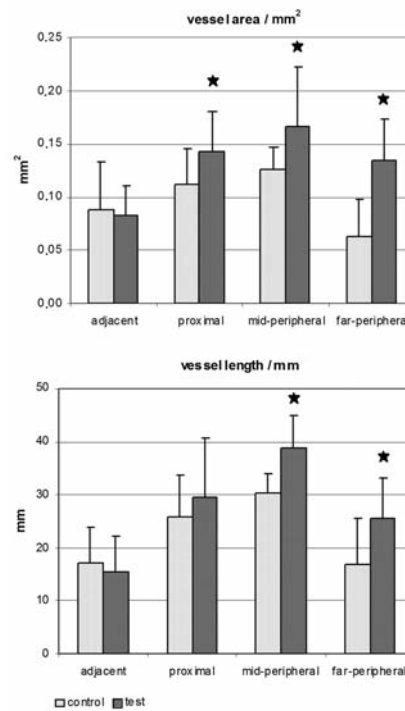 vessel area / mm²
0,25
0,20
0,15
0,10
0,05
0,00
mm²
adjacent proximal mid-peripheral far-peripheral
vessel length / mm
50
40
30
20
10
0
mm
adjacent proximal mid-peripheral far-peripheral
control test